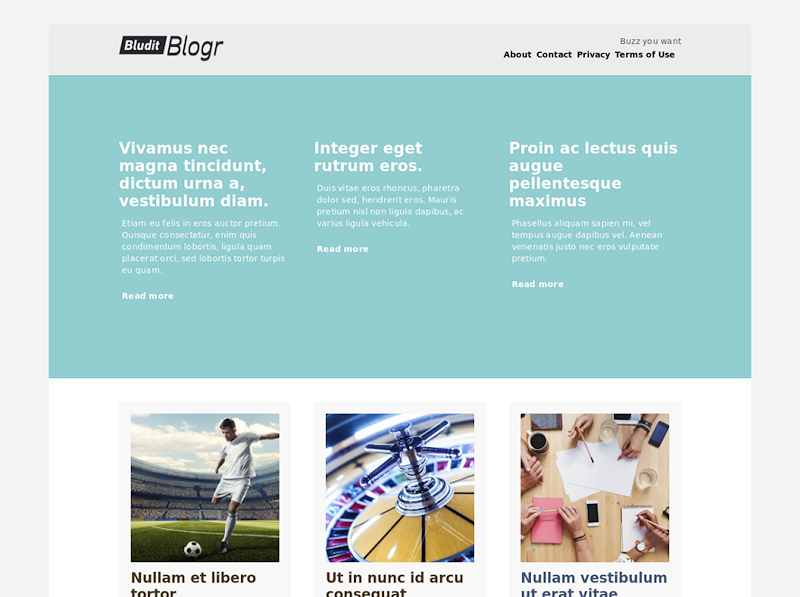 Bludit Blogr
Buzz you want
About Contact Privacy Terms of Use
Vivamus nec
magna tincidunt,
dictum urna a,
vestibulum diam.
Etiam eu felis in eros auctor pretium.
Quisque consectetur, enim quis
condimentum lobortis, ligula quam
placerat orci, sed lobortis tortor turpis
eu quam.
Read more
Integer eget
rutrum eros.
Duis vitae eros rhoncus, pharetra
dolor sed, hendrerit eros. Mauris
pretium nisl non ligula dapibus, ac
varius ligula vehicula.
Read more
Proin ac lectus quis
augue
pellentesque
maximus
Phasellus aliquam sapien mi, vel
tempus augue dapibus vel. Aenean
venenatis justo nec eros vulputate
pretium.
Read more
Nullam et libero
tortor
Ut in nunc id arcu
consequat
Nullam vestibulum
ut erat vitae